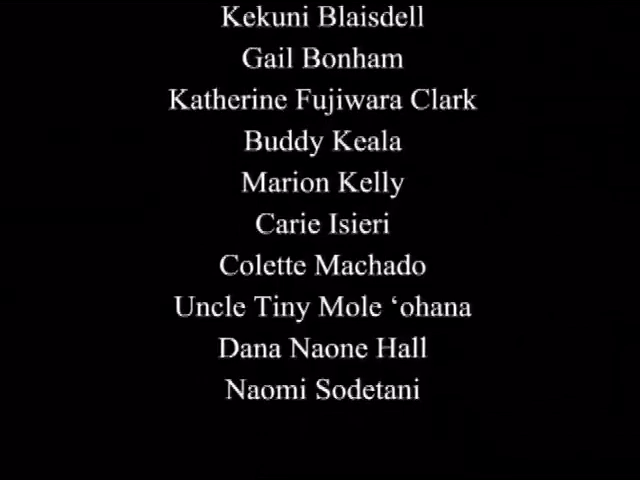 Kekuni Blaisdell
Gail Bonham
Katherine Fujiwara Clark
Buddy Keala
Marion Kelly
Carie Isieri
Colette Machado
Uncle Tiny Mole ‘ohana
Dana Naone Hall
Naomi Sodetani